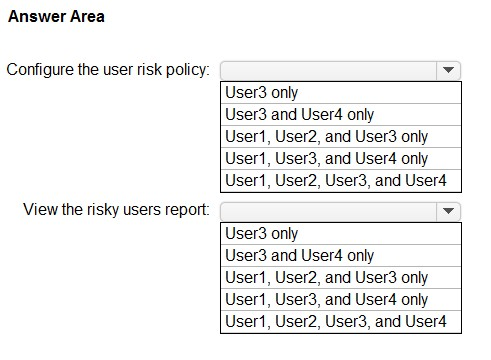 Answer Area
Configure the user risk policy:
User3 only
User3 and User4 only
User1, User2, and User3 only
User1, User3, and User4 only
User1, User2, User3, and User4
View the risky users report:
User3 only
User3 and User4 only
User1, User2, and User3 only
User1, User3, and User4 only
User1, User2, User3, and User4